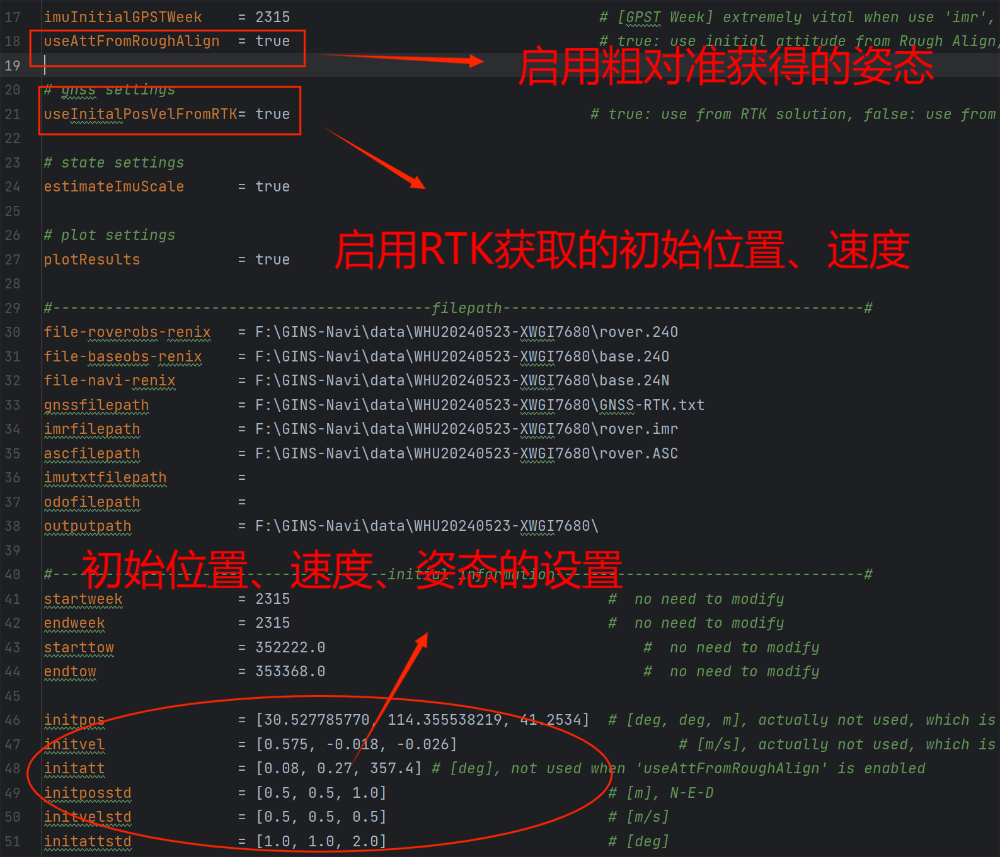 17 imuInitialGPSTWeek = 2315 # [GPST Week] extremely vital when use 'imr',
18 useAttFromRoughAlign = true # true: use initial attitude from Rough Align,
启用粗对准获得的姿态
19
20 # gnss settings
21 useInitalPosVelFromRTK= true # true: use from RTK solution, false: use from
22
23 # state settings
24 estimateImuScale = true
25
26 # plot settings
启用RTK获取的初始位置、速度
27 plotResults = true
28
29 #-------------------------------------------filepath-----------------------------------------#
30 file-roverobs-renix = F:\GINS-Navi\data\WHU20240523-XWGI7680\rover.24O
31 file-baseobs-renix = F:\GINS-Navi\data\WHU20240523-XWGI7680\base.24O
32 file-navi-renix = F:\GINS-Navi\data\WHU20240523-XWGI7680\base.24N
33 gnssfilepath = F:\GINS-Navi\data\WHU20240523-XWGI7680\GNSS-RTK.txt
34 imrfilepath = F:\GINS-Navi\data\WHU20240523-XWGI7680\rover.imr
35 ascfilepath = F:\GINS-Navi\data\WHU20240523-XWGI7680\rover.ASC
36 imutxtfilepath =
37 odofilepath =
38 outputpath = F:\GINS-Navi\data\WHU20240523-XWGI7680\
39
初始位置、速度、姿态的设置
40 #--------------------------------------initial information-----------------------------------#
41 startweek = 2315 # no need to modify
42 endweek = 2315 # no need to modify
43 starttow = 352222.0 # no need to modify
44 endtow = 353368.0 # no need to modify
45
46 initpos = [30.527785770, 114.355538219, 41.2534] # [deg, deg, m], actually not used, which is
47 initvel = [0.575, -0.018, -0.026] # [m/s], actually not used, which is
48 initatt = [0.08, 0.27, 357.4] # [deg], not used when 'useAttFromRoughAlign' is enabled
49 initposstd = [0.5, 0.5, 1.0] # [m], N-E-D
50 initvelstd = [0.5, 0.5, 0.5] # [m/s]
51 initattstd = [1.0, 1.0, 2.0] # [deg]